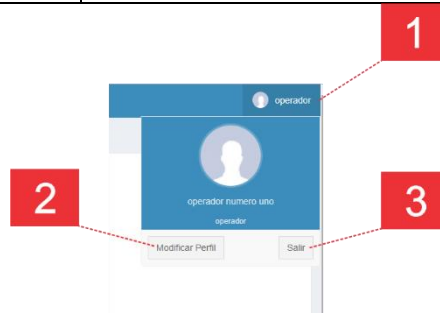 1
operador
operador numero uno
operador
2
3
Modificar Perfil
Salir